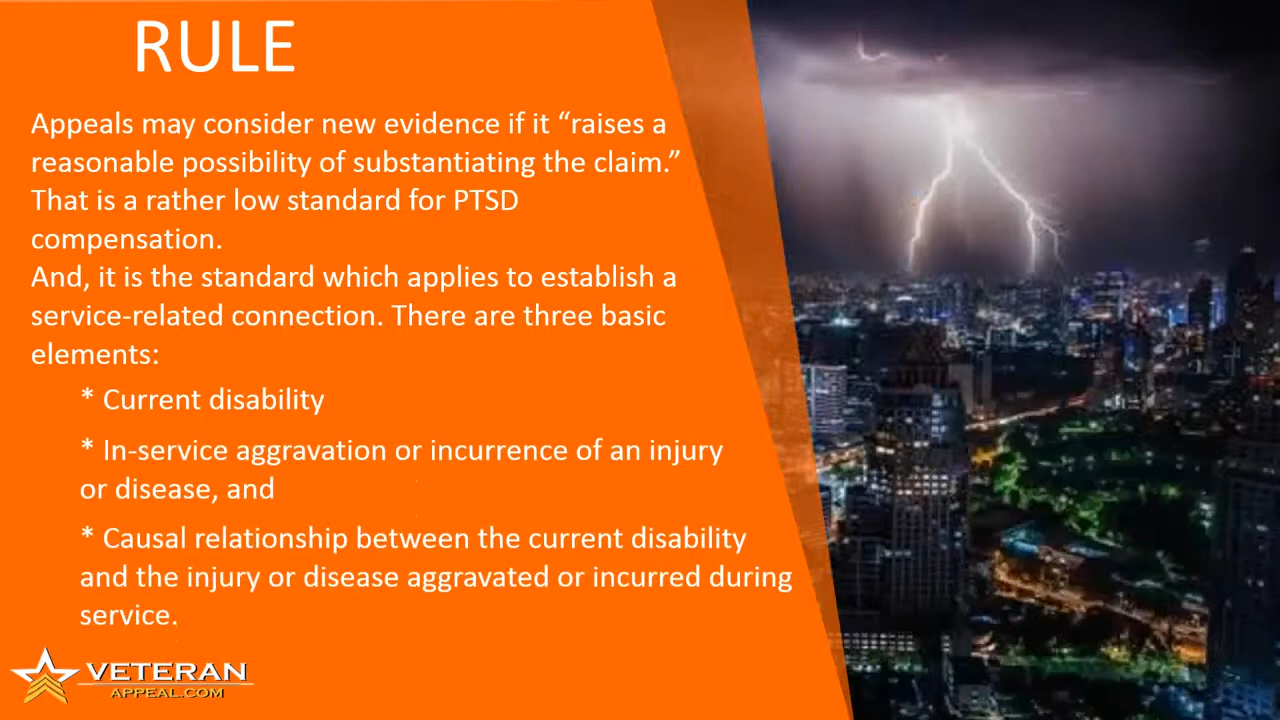 RULE
Appeals may consider new evidence if it “raises a
reasonable possibility of substantiating the claim.”
That is a rather low standard for PTSD
compensation.
And, it is the standard which applies to establish a
service-related connection. There are three basic
elements:
* Current disability
* In-service aggravation or incurrence of an injury
or disease, and
* Causal relationship between the current disability
and the injury or disease aggravated or incurred during
service.
VETERAN
APPEAL.COM